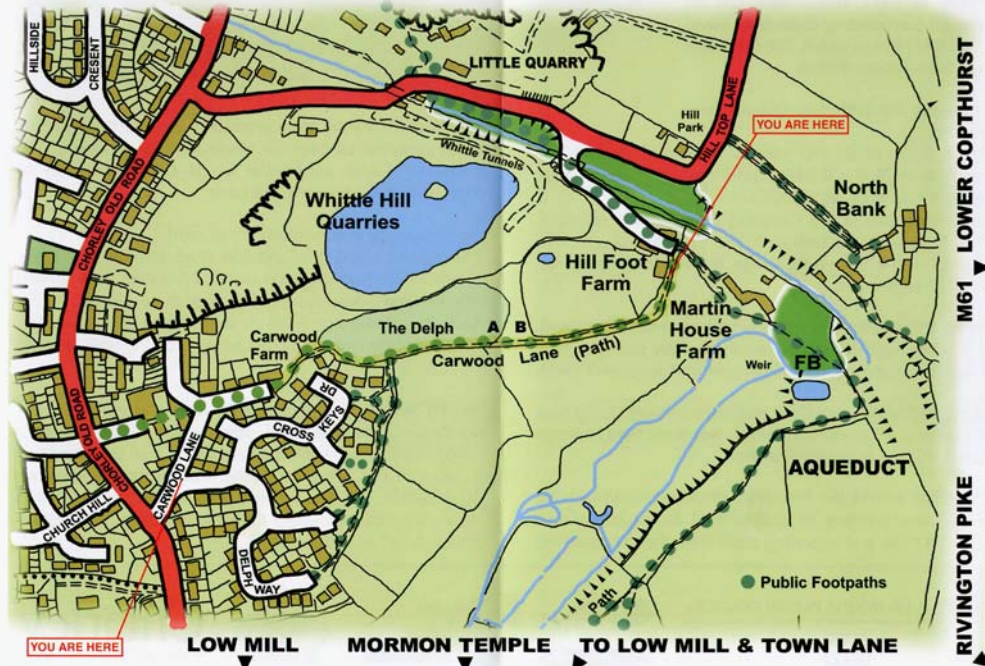 HILLSIDE
CRESENT
LITTLE QUARRY
Hill
Park
YOU ARE HERE
HILL TOP LANE
Whittle Tunnels
CHORLEY OLD ROAD
Whittle Hill
Quarries
North
Bank
Hill Foot
Farm
Martin
House
Farm
The Delph
A B
Carwood
Farm
Carwood Lane (Path)
Weir
FB
DR
KEYS
CROSS
CHORLEY OLD ROAD
CARWOOD LANE
CHURCH HILL
DELPH
WAY
AQUEDUCT
Public Footpaths
Path
YOU ARE HERE
LOW MILL
MORMON TEMPLE
TO LOW MILL & TOWN LANE
M61 LOWER COPTHURST
RIVINGTON PIKE